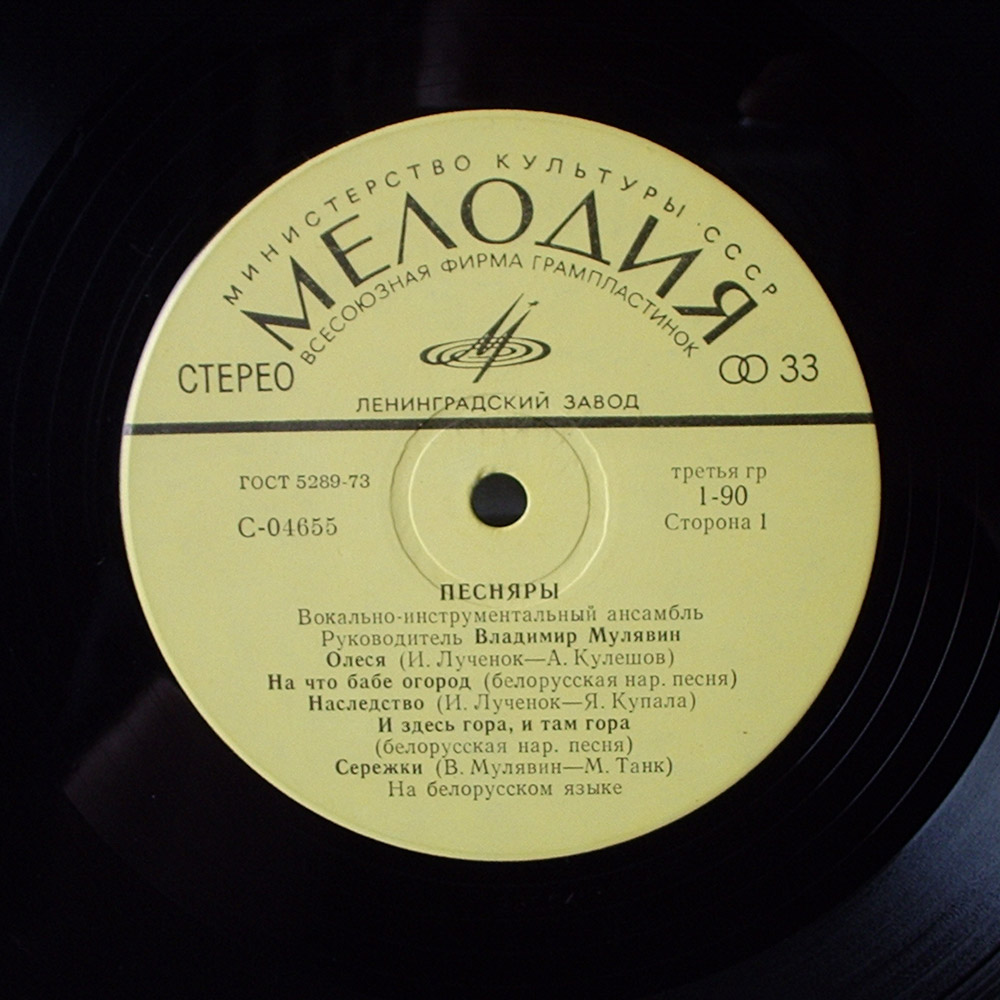 МИНИСТЕРСТВО КУЛЬТУРЫ СССР
МЕЛОДИЯ
ВСЕСОЮЗНАЯ ФИРМА ГРАМПЛАСТИНОК
СТЕРЕО
33
ЛЕНИНГРАДСКИЙ ЗАВОД
ГОСТ 5289-73
С-04655
третья гр
1-90
Сторона 1
ПЕСНЯРЫ
Вокально-инструментальный ансамбль
Руководитель Владимир Мулявин
Олеся (И. Лученок—А. Кулешов)
На что бабе огород (белорусская нар. песня)
Наследство (И. Лученок—Я. Купала)
И здесь гора, и там гора
(белорусская нар. песня)
Сережки (В. Мулявин—М. Танк)
На белорусском языке